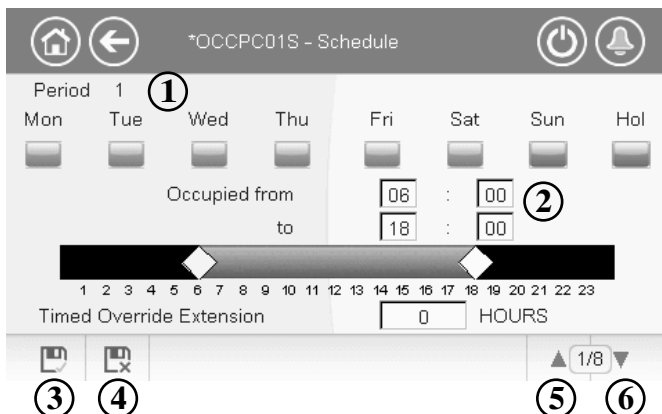 *OCCPC01S - Schedule
Period 1 1
Mon Tue Wed Thu Fri Sat Sun Hol
Occupied from 06 : 00 2
to 18 : 00
1 2 3 4 5 6 7 8 9 10 11 12 13 14 15 16 17 18 19 20 21 22 23
Timed Override Extension 0 HOURS
1/8
3 4 5 6